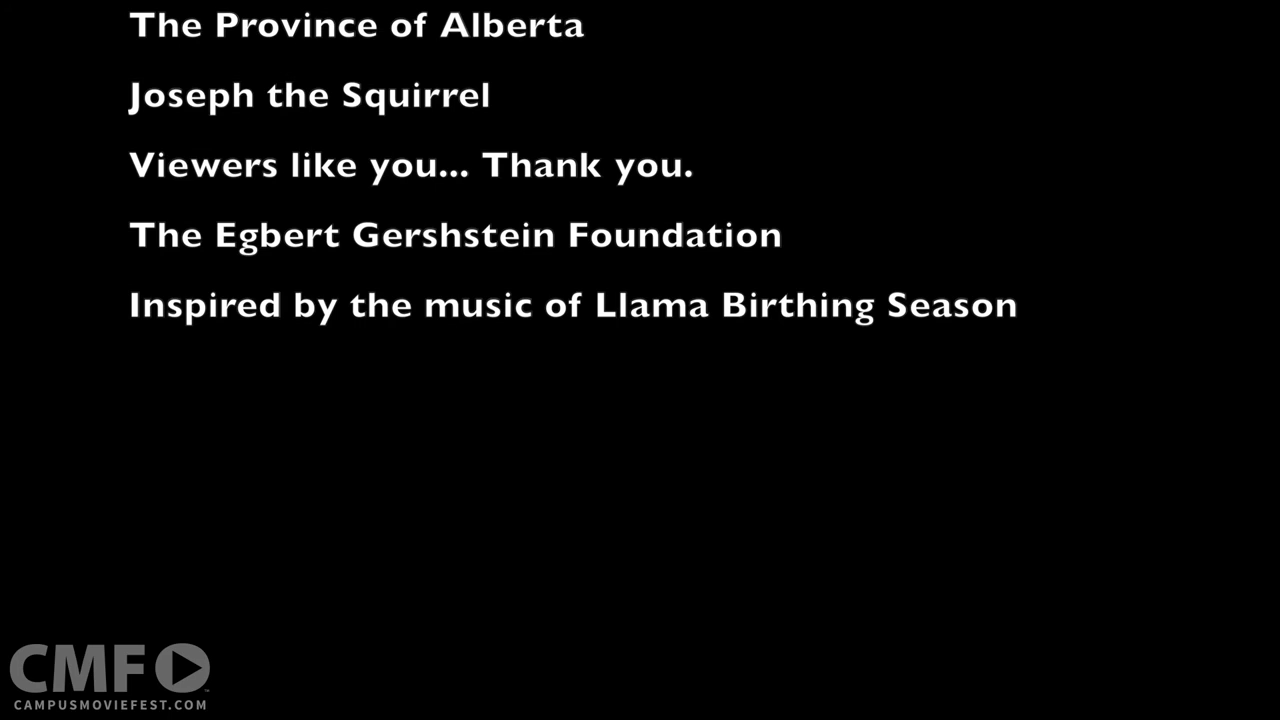 The Province of Alberta
Joseph the Squirrel
Viewers like you... Thank you.
The Egbert Gershstein Foundation
Inspired by the music of Llama Birthing Season
CMF
CAMPUSMOVIEFEST.COM